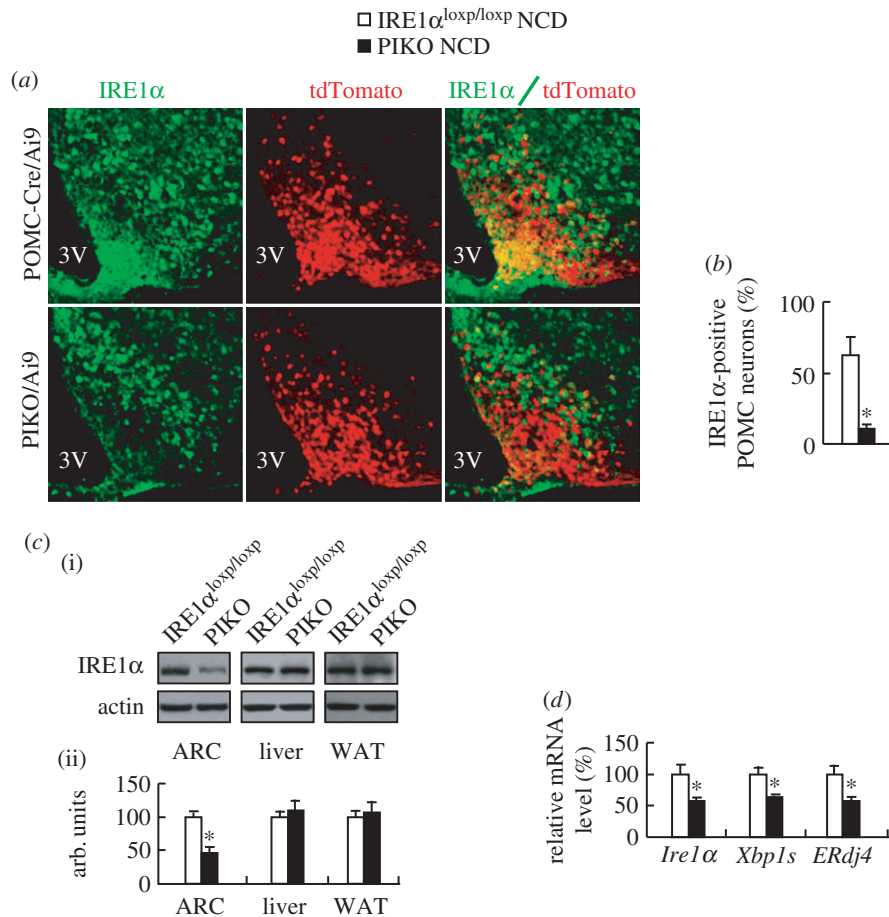 IRE1α^loxp/loxp NCD
PIKO NCD
(a)
IRE1α
tdTomato
IRE1α / tdTomato
POMC-Cre/Ai9
3V
3V
PIKO/Ai9
3V
3V
3V
3V
(b)
IRE1α-positive
POMC neurons (%)
100
50
0
*
(c)
(i)
IRE1α^loxp/loxp
PIKO
IRE1α^loxp/loxp
PIKO
IRE1α^loxp/loxp
PIKO
IRE1α
actin
ARC
liver
WAT
(ii)
arb. units
150
100
50
0
*
ARC
liver
WAT
(d)
relative mRNA
level (%)
150
100
50
0
*
*
*
Ire1α
Xbp1s
ERdj4